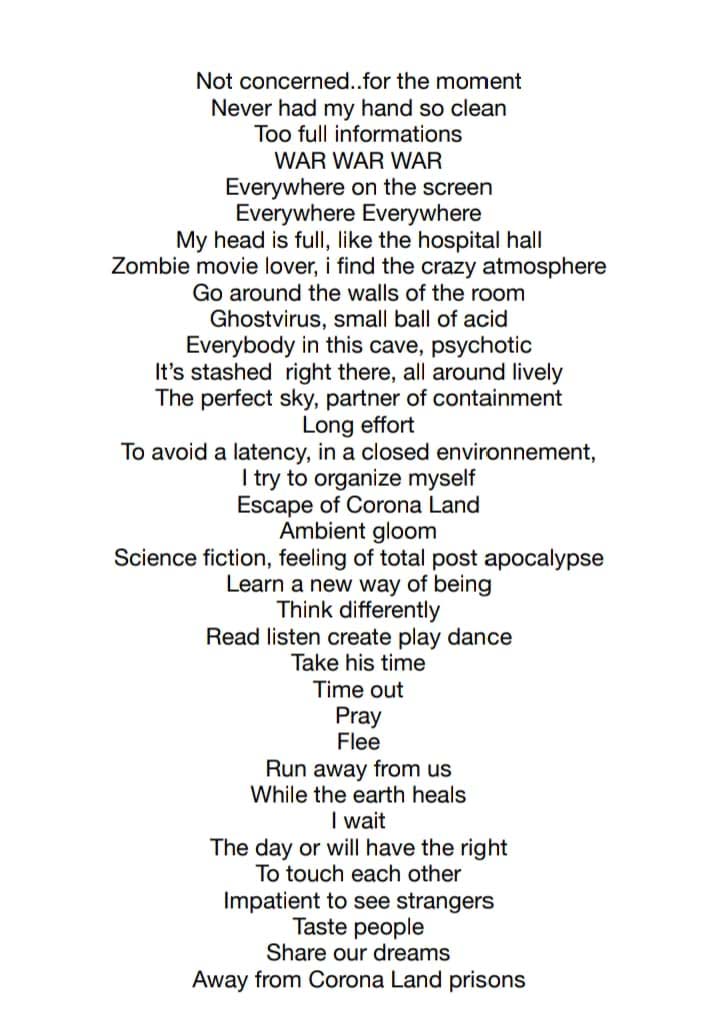 Not concerned..for the moment
Never had my hand so clean
Too full informations
WAR WAR WAR
Everywhere on the screen
Everywhere Everywhere
My head is full, like the hospital hall
Zombie movie lover, i find the crazy atmosphere
Go around the walls of the room
Ghostvirus, small ball of acid
Everybody in this cave, psychotic
It’s stashed  right there, all around lively
The perfect sky, partner of containment
Long effort
To avoid a latency, in a closed environnement,
I try to organize myself
Escape of Corona Land
Ambient gloom
Science fiction, feeling of total post apocalypse
Learn a new way of being
Think differently
Read listen create play dance
Take his time
Time out
Pray
Flee
Run away from us
While the earth heals
I wait
The day or will have the right
To touch each other
Impatient to see strangers
Taste people
Share our dreams
Away from Corona Land prisons